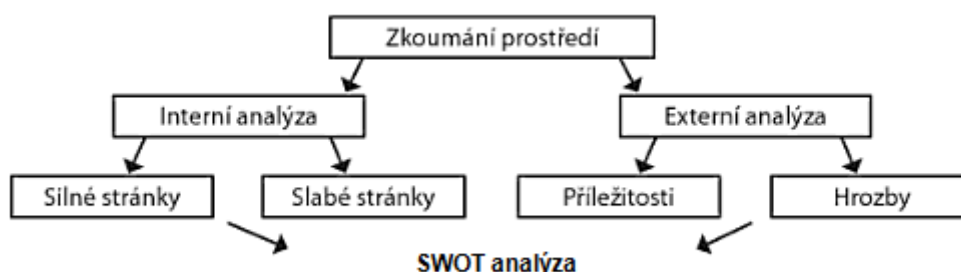 Zkoumání prostředí
Interní analýza
Externí analýza
Silné stránky
Slabé stránky
Příležitosti
Hrozby
SWOT analýza